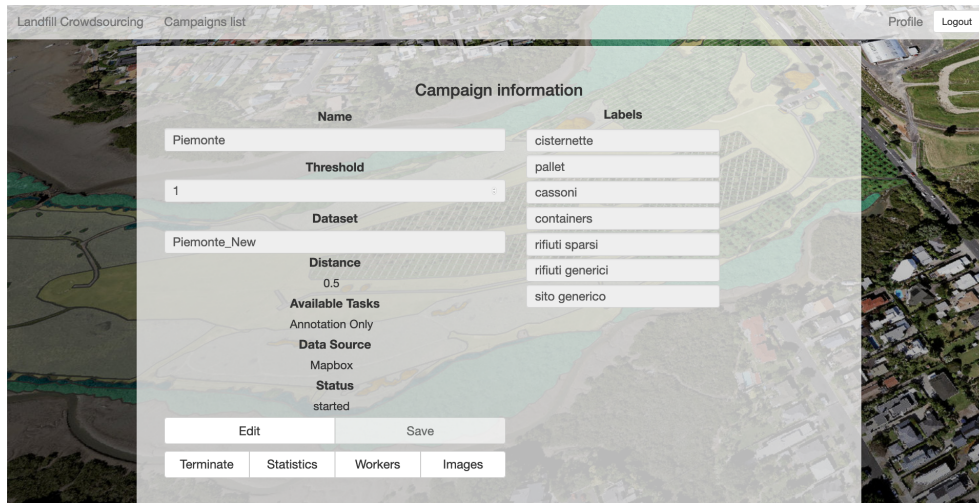 Landfill Crowdsourcing Campaigns list Profile Logout
Campaign information
Name
Piemonte
Threshold
1
Dataset
Piemonte_New
Distance
0.5
Available Tasks
Annotation Only
Data Source
Mapbox
Status
started
Edit Save
Terminate Statistics Workers Images
Labels
cisternette
pallet
cassoni
containers
rifiuti sparsi
rifiuti generici
sito generico